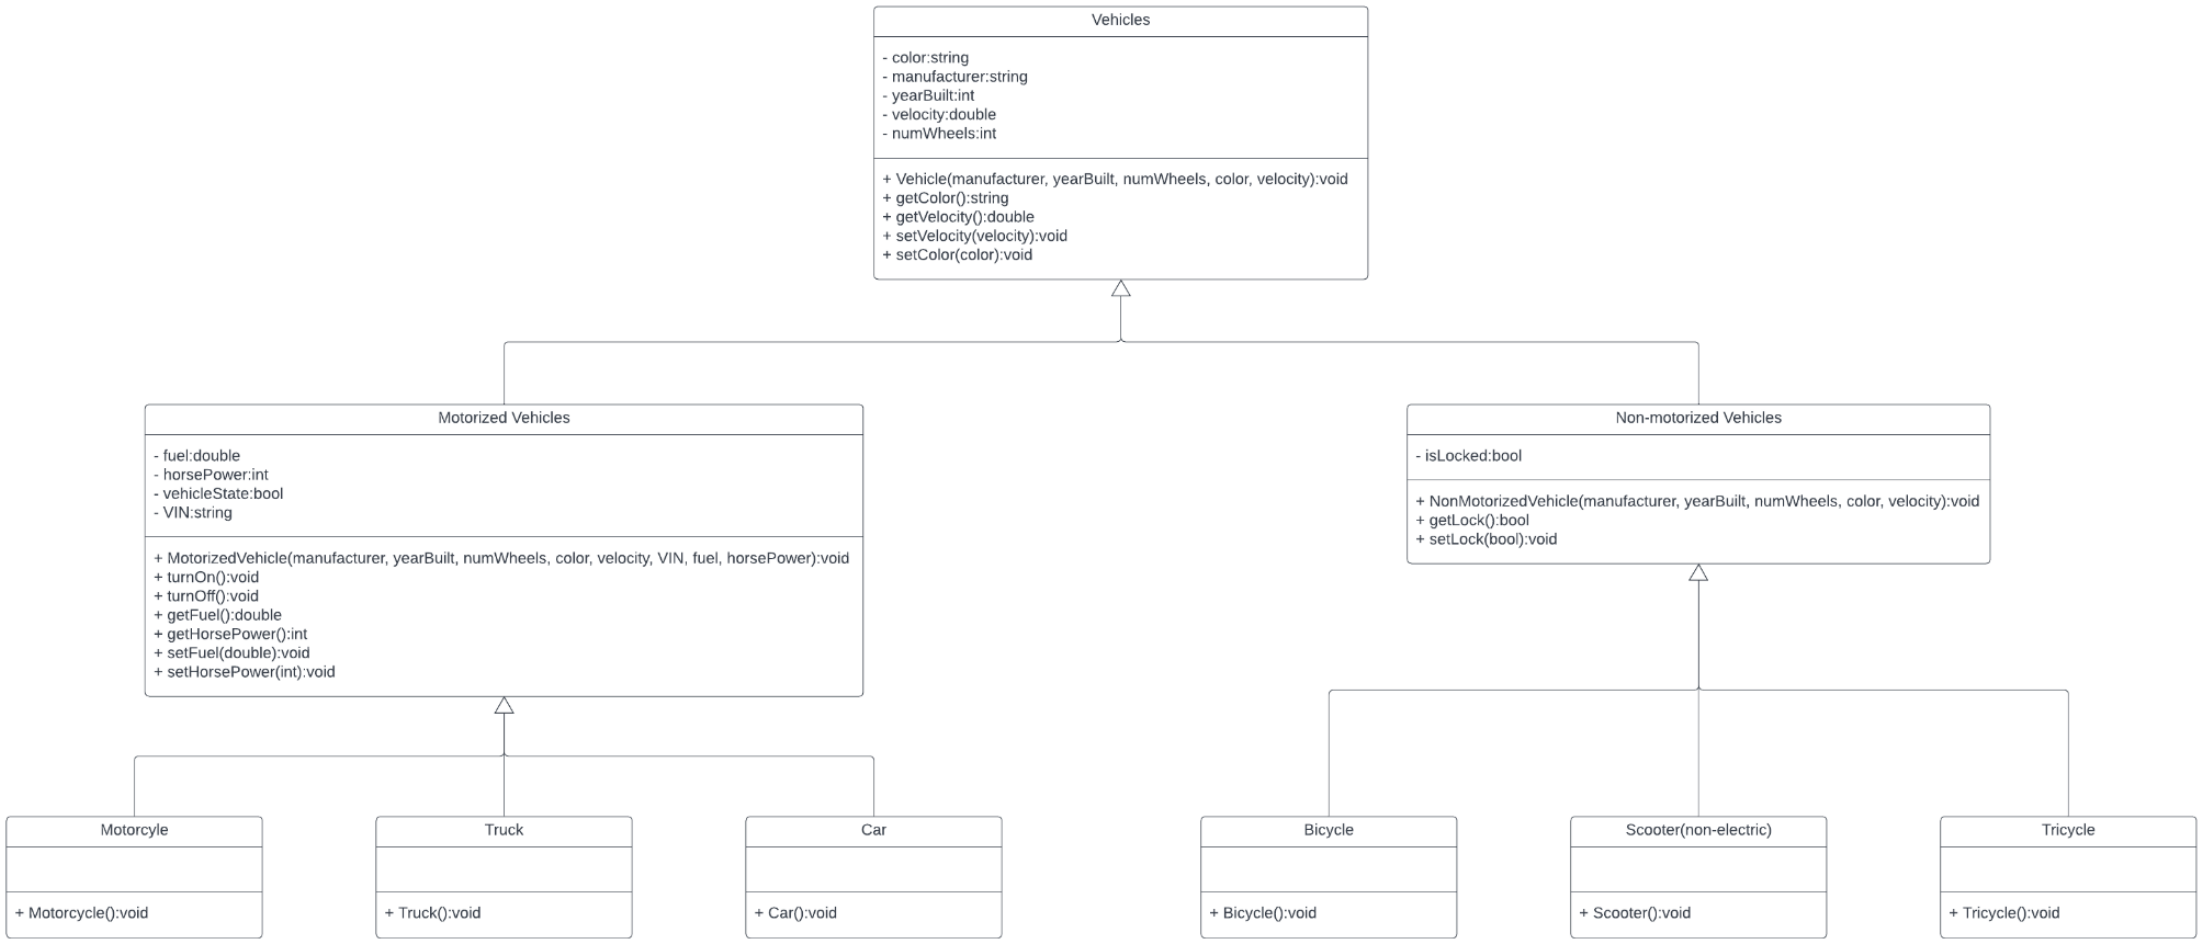 Vehicles
- color:string
- manufacturer:string
- yearBuilt:int
- velocity:double
- numWheels:int
+ Vehicle(manufacturer, yearBuilt, numWheels, color, velocity):void
+ getColor():string
+ getVelocity():double
+ setVelocity(velocity):void
+ setColor(color):void
Motorized Vehicles
- fuel:double
- horsePower:int
- vehicleState:bool
- VIN:string
+ MotorizedVehicle(manufacturer, yearBuilt, numWheels, color, velocity, VIN, fuel, horsePower):void
+ turnOn():void
+ turnOff():void
+ getFuel():double
+ getHorsePower():int
+ setFuel(double):void
+ setHorsePower(int):void
Non-motorized Vehicles
- isLocked:bool
+ NonMotorizedVehicle(manufacturer, yearBuilt, numWheels, color, velocity):void
+ getLock():bool
+ setLock(bool):void
Motorcyle
+ Motorcycle():void
Truck
+ Truck():void
Car
+ Car():void
Bicycle
+ Bicycle():void
Scooter(non-electric)
+ Scooter():void
Tricycle
+ Tricycle():void